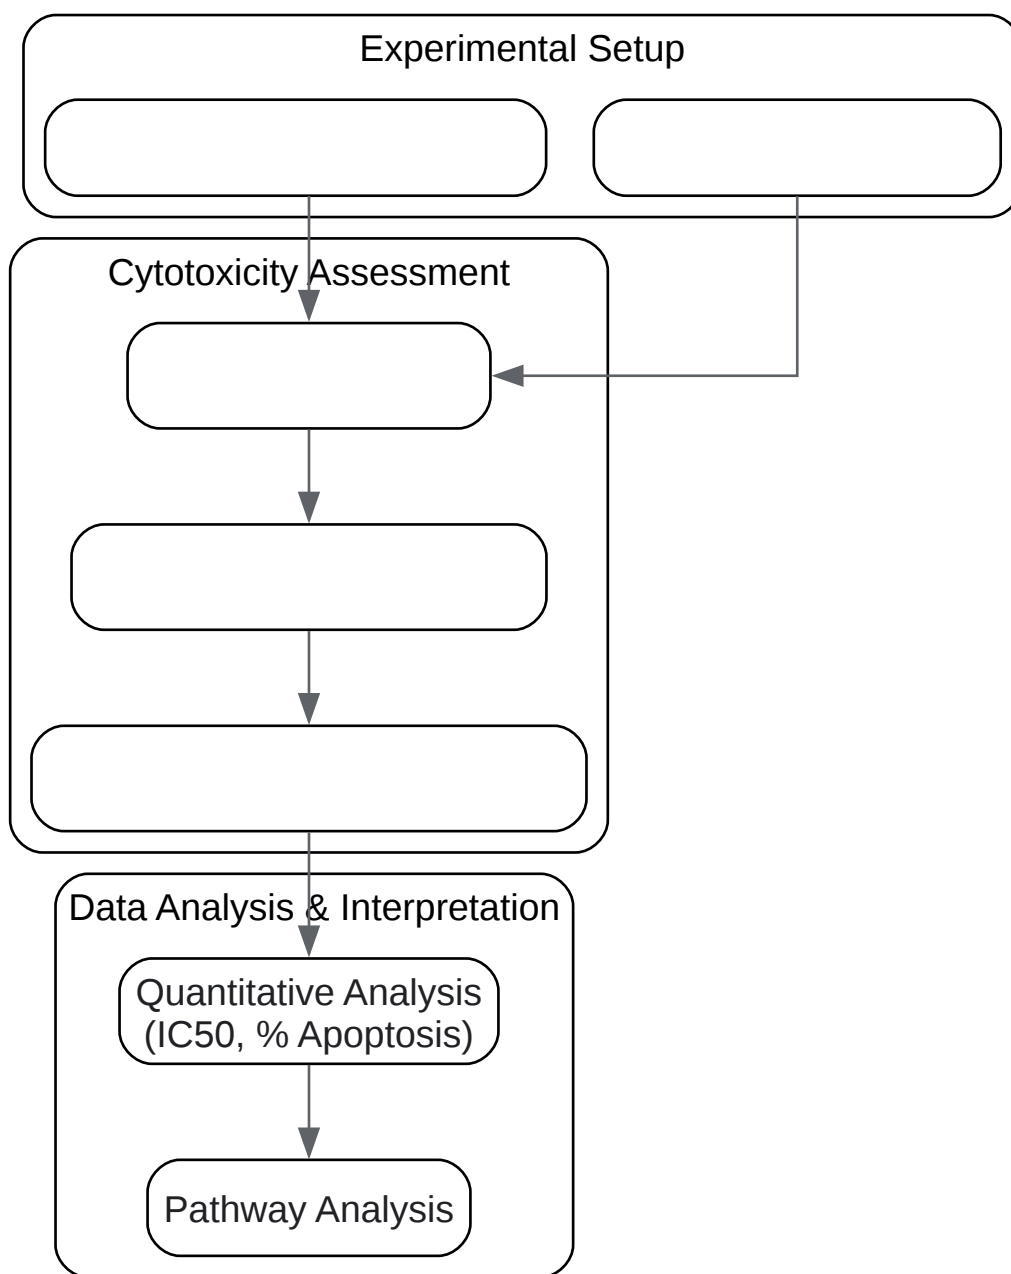 Experimental Setup
Cytotoxicity Assessment
Data Analysis & Interpretation
Quantitative Analysis
(IC50, % Apoptosis)
Pathway Analysis